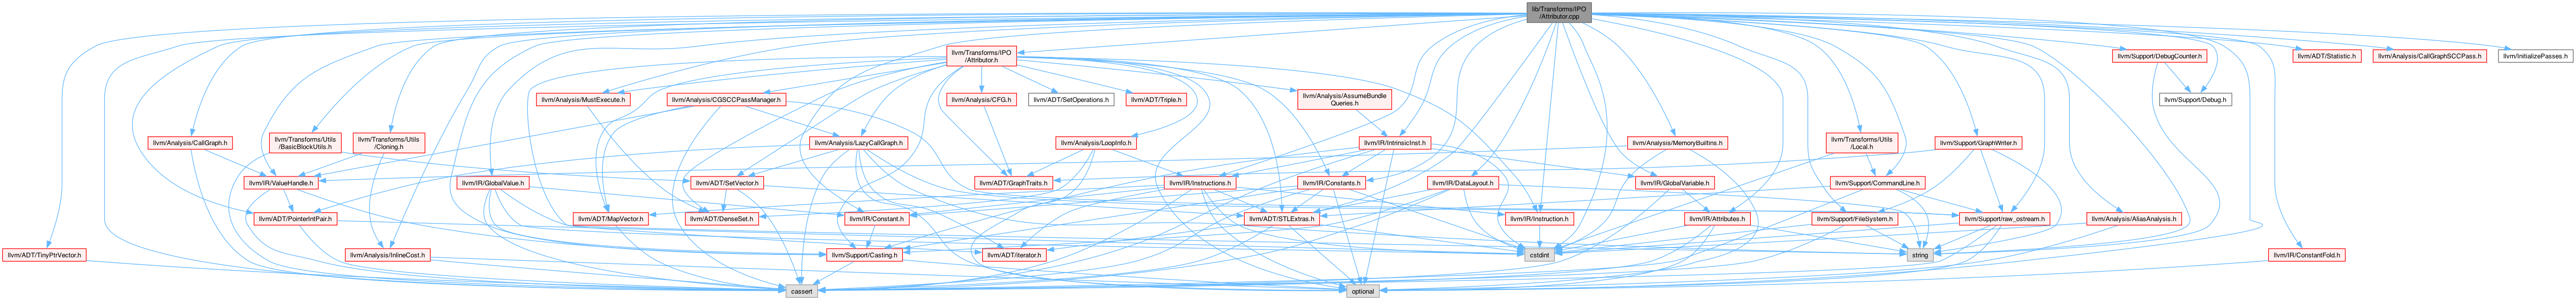 lib/Transforms/IPO
/Attributor.cpp
llvm/Transforms/IPO
/Attributor.h
llvm/Support/DebugCounter.h
llvm/ADT/Statistic.h
llvm/Analysis/CallGraphSCCPass.h
llvm/InitializePasses.h
llvm/Analysis/MustExecute.h
llvm/Analysis/CGSCCPassManager.h
llvm/Analysis/CFG.h
llvm/ADT/SetOperations.h
llvm/ADT/Triple.h
llvm/Analysis/AssumeBundle
Queries.h
llvm/Support/Debug.h
llvm/Analysis/CallGraph.h
llvm/Transforms/Utils
/BasicBlockUtils.h
llvm/Transforms/Utils
/Cloning.h
llvm/Analysis/LazyCallGraph.h
llvm/Analysis/LoopInfo.h
llvm/IR/IntrinsicInst.h
llvm/Analysis/MemoryBuiltins.h
llvm/Transforms/Utils
/Local.h
llvm/Support/GraphWriter.h
llvm/IR/ValueHandle.h
llvm/IR/GlobalValue.h
llvm/ADT/SetVector.h
llvm/ADT/GraphTraits.h
llvm/IR/Instructions.h
llvm/IR/Constants.h
llvm/IR/DataLayout.h
llvm/IR/GlobalVariable.h
llvm/Support/CommandLine.h
llvm/ADT/PointerIntPair.h
llvm/ADT/MapVector.h
llvm/ADT/DenseSet.h
llvm/IR/Constant.h
llvm/ADT/STLExtras.h
llvm/IR/Instruction.h
llvm/IR/Attributes.h
llvm/Support/FileSystem.h
llvm/Support/raw_ostream.h
llvm/Analysis/AliasAnalysis.h
llvm/ADT/TinyPtrVector.h
llvm/Analysis/InlineCost.h
llvm/Support/Casting.h
llvm/ADT/iterator.h
cstdint
string
llvm/IR/ConstantFold.h
cassert
optional